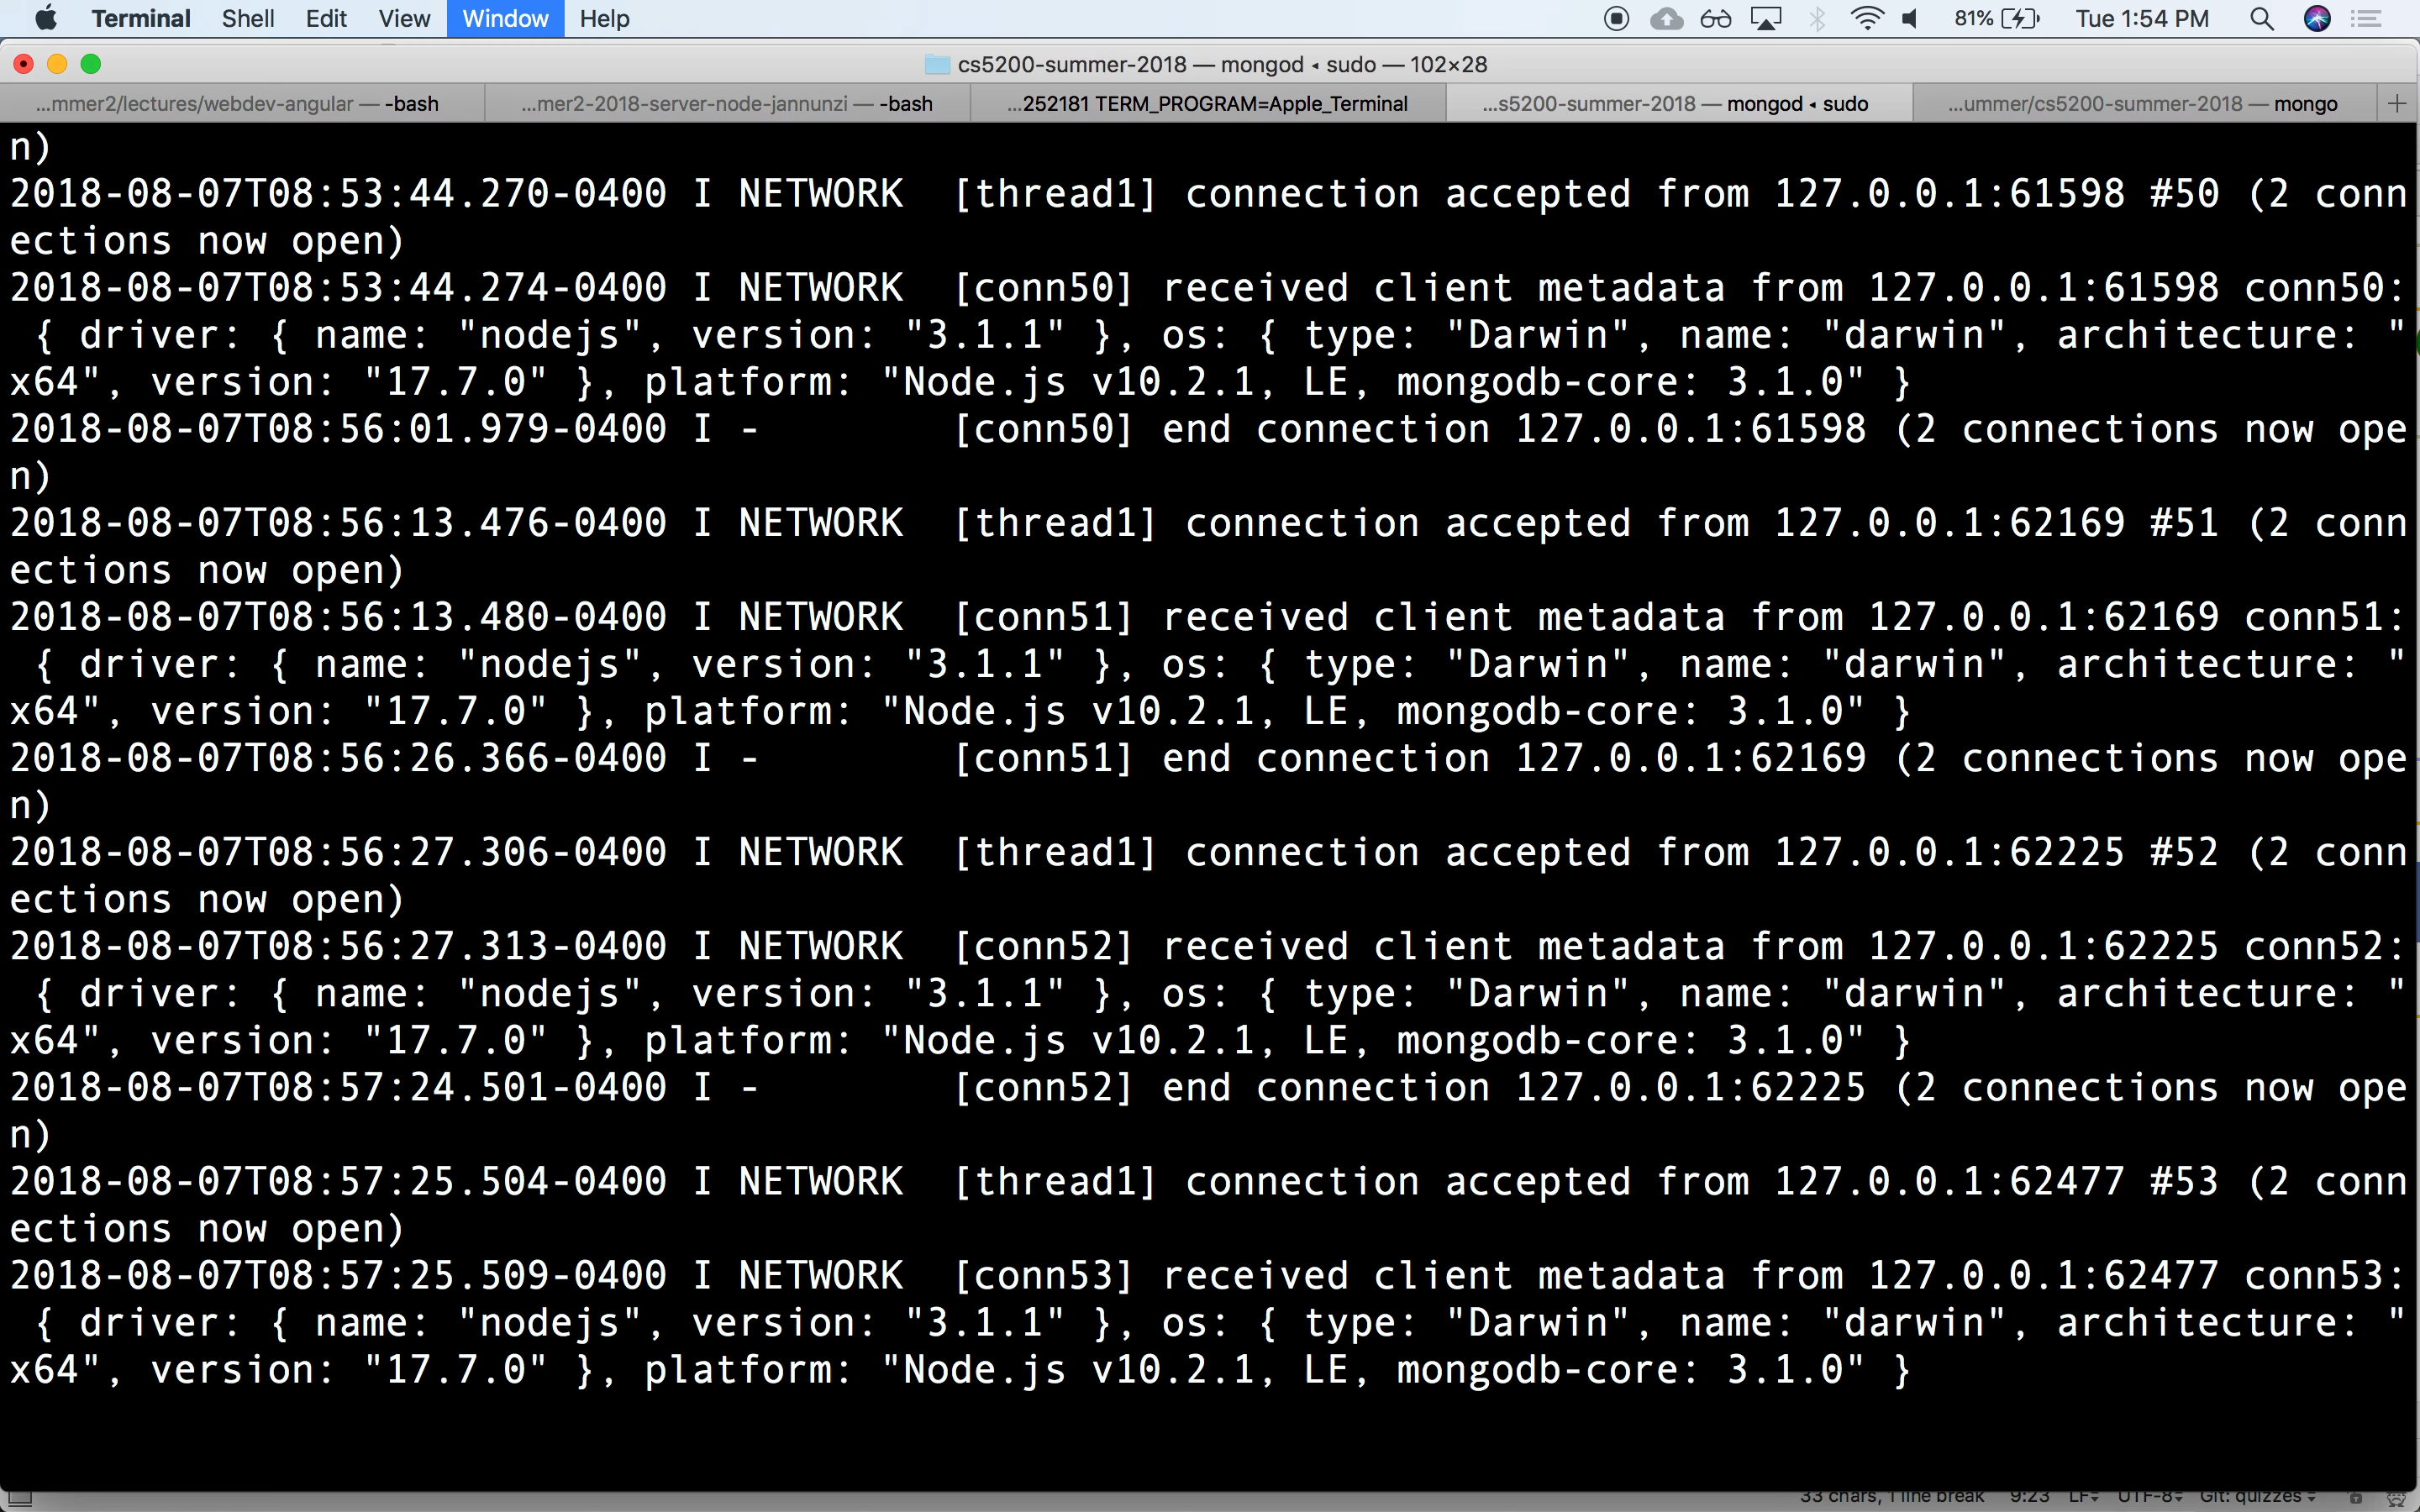 Terminal Shell Edit View Window Help 81% Tue 1:54 PM
cs5200-summer-2018 — mongod ◂ sudo — 102×28
...mmer2/lectures/webdev-angular — -bash ...mer2-2018-server-node-jannunzi — -bash ...252181 TERM_PROGRAM=Apple_Terminal ...s5200-summer-2018 — mongod ◂ sudo ...ummer/cs5200-summer-2018 — mongo +
n)
2018-08-07T08:53:44.270-0400 I NETWORK  [thread1] connection accepted from 127.0.0.1:61598 #50 (2 conn
ections now open)
2018-08-07T08:53:44.274-0400 I NETWORK  [conn50] received client metadata from 127.0.0.1:61598 conn50:
 { driver: { name: "nodejs", version: "3.1.1" }, os: { type: "Darwin", name: "darwin", architecture: "
x64", version: "17.7.0" }, platform: "Node.js v10.2.1, LE, mongodb-core: 3.1.0" }
2018-08-07T08:56:01.979-0400 I -        [conn50] end connection 127.0.0.1:61598 (2 connections now ope
n)
2018-08-07T08:56:13.476-0400 I NETWORK  [thread1] connection accepted from 127.0.0.1:62169 #51 (2 conn
ections now open)
2018-08-07T08:56:13.480-0400 I NETWORK  [conn51] received client metadata from 127.0.0.1:62169 conn51:
 { driver: { name: "nodejs", version: "3.1.1" }, os: { type: "Darwin", name: "darwin", architecture: "
x64", version: "17.7.0" }, platform: "Node.js v10.2.1, LE, mongodb-core: 3.1.0" }
2018-08-07T08:56:26.366-0400 I -        [conn51] end connection 127.0.0.1:62169 (2 connections now ope
n)
2018-08-07T08:56:27.306-0400 I NETWORK  [thread1] connection accepted from 127.0.0.1:62225 #52 (2 conn
ections now open)
2018-08-07T08:56:27.313-0400 I NETWORK  [conn52] received client metadata from 127.0.0.1:62225 conn52:
 { driver: { name: "nodejs", version: "3.1.1" }, os: { type: "Darwin", name: "darwin", architecture: "
x64", version: "17.7.0" }, platform: "Node.js v10.2.1, LE, mongodb-core: 3.1.0" }
2018-08-07T08:57:24.501-0400 I -        [conn52] end connection 127.0.0.1:62225 (2 connections now ope
n)
2018-08-07T08:57:25.504-0400 I NETWORK  [thread1] connection accepted from 127.0.0.1:62477 #53 (2 conn
ections now open)
2018-08-07T08:57:25.509-0400 I NETWORK  [conn53] received client metadata from 127.0.0.1:62477 conn53:
 { driver: { name: "nodejs", version: "3.1.1" }, os: { type: "Darwin", name: "darwin", architecture: "
x64", version: "17.7.0" }, platform: "Node.js v10.2.1, LE, mongodb-core: 3.1.0" }
33 chars, 1 line break 9:23 LF UTF-8 Git: quizzes